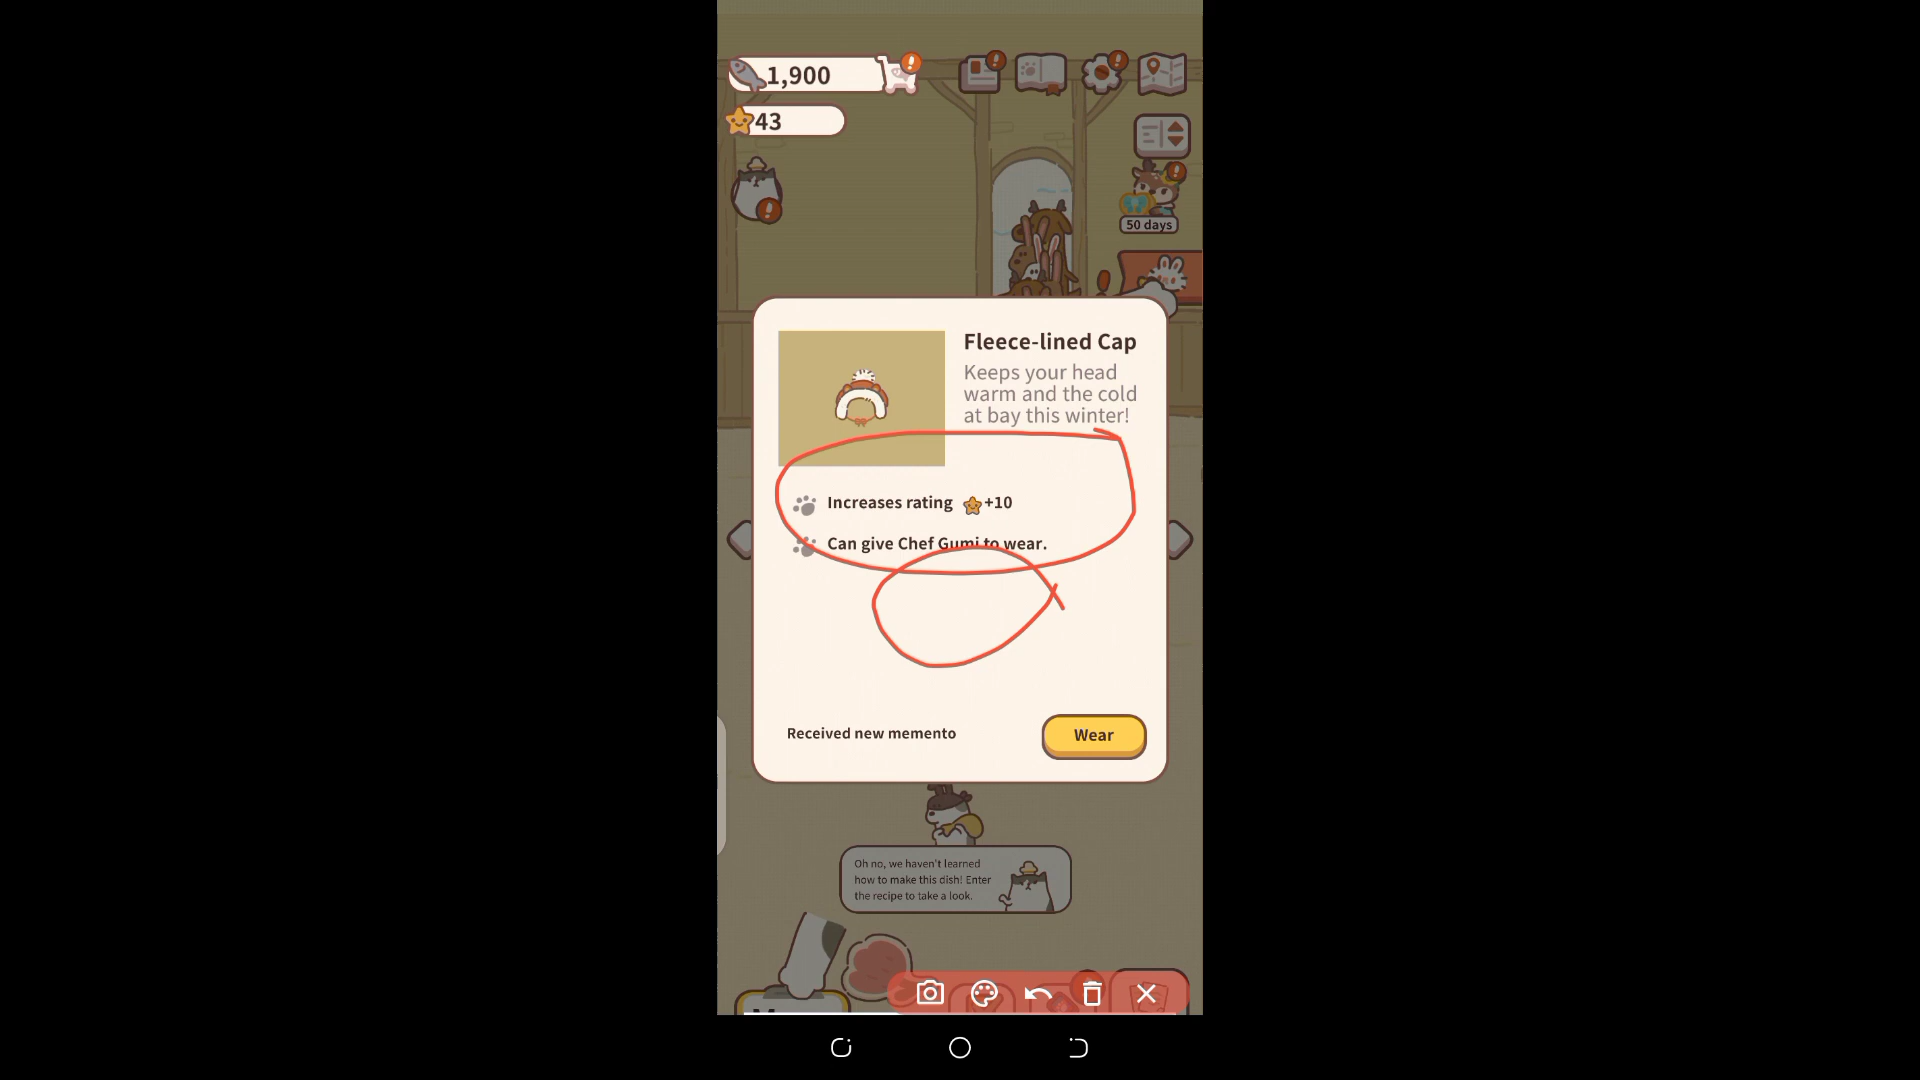 1,900
43
50 days
Fleece-lined Cap
Keeps your head
warm and the cold
at bay this winter!
Increases rating +10
Can give Chef Gumi to wear.
Received new memento
Wear
Oh no, we haven't learned
how to make this dish! Enter
the recipe to take a look.